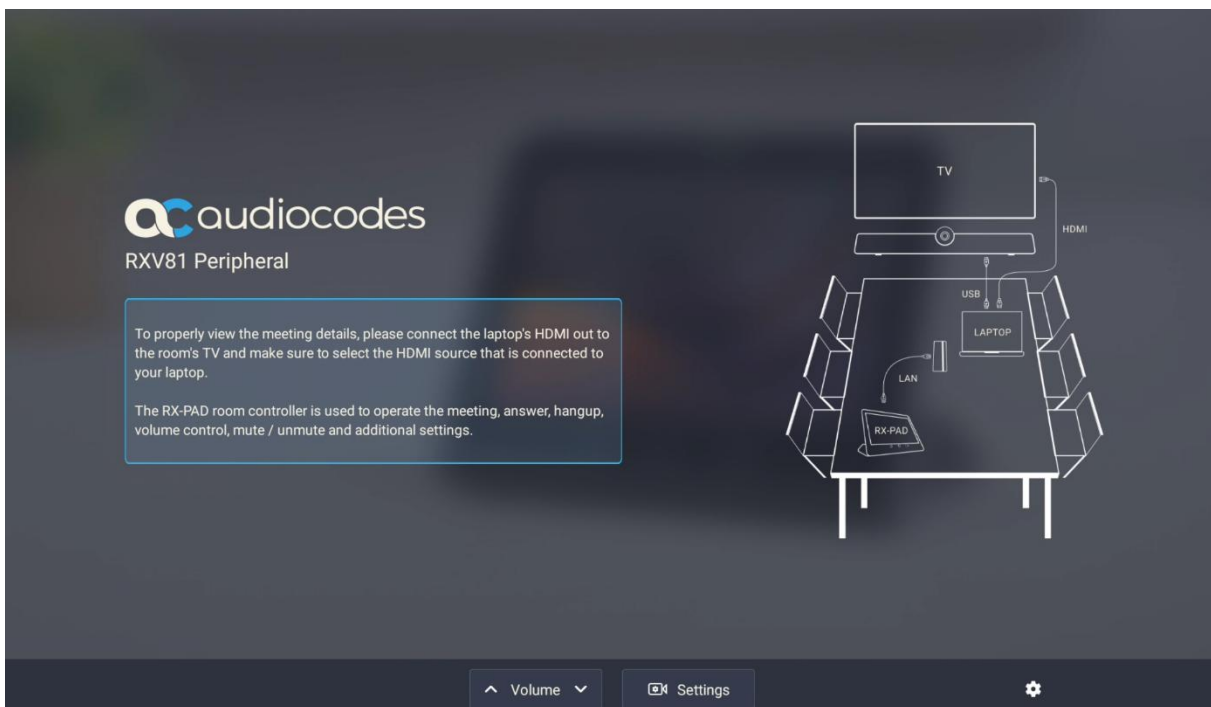 audiocodes
RXV81 Peripheral
To properly view the meeting details, please connect the laptop's HDMI out to
the room's TV and make sure to select the HDMI source that is connected to
your laptop.
The RX-PAD room controller is used to operate the meeting, answer, hangup,
volume control, mute / unmute and additional settings.
TV
HDMI
USB
LAPTOP
LAN
RX-PAD
Volume
Settings